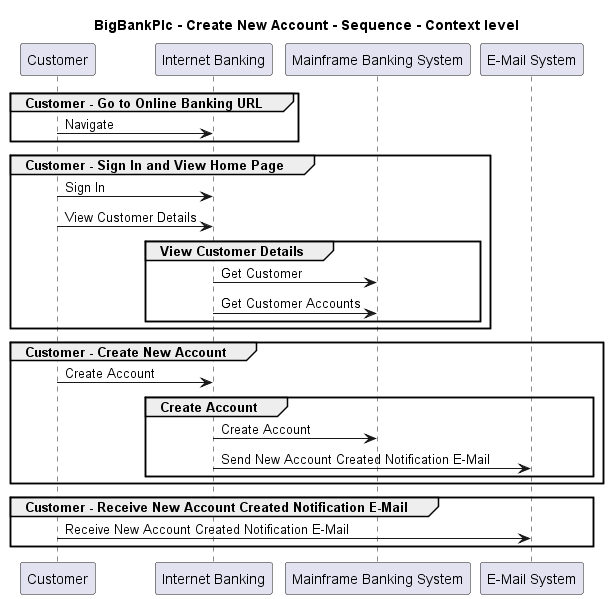 BigBankPlc - Create New Account - Sequence - Context level
Customer Internet Banking Mainframe Banking System E-Mail System
Customer - Go to Online Banking URL
Navigate
Customer - Sign In and View Home Page
Sign In
View Customer Details
View Customer Details
Get Customer
Get Customer Accounts
Customer - Create New Account
Create Account
Create Account
Create Account
Send New Account Created Notification E-Mail
Customer - Receive New Account Created Notification E-Mail
Receive New Account Created Notification E-Mail
Customer Internet Banking Mainframe Banking System E-Mail System